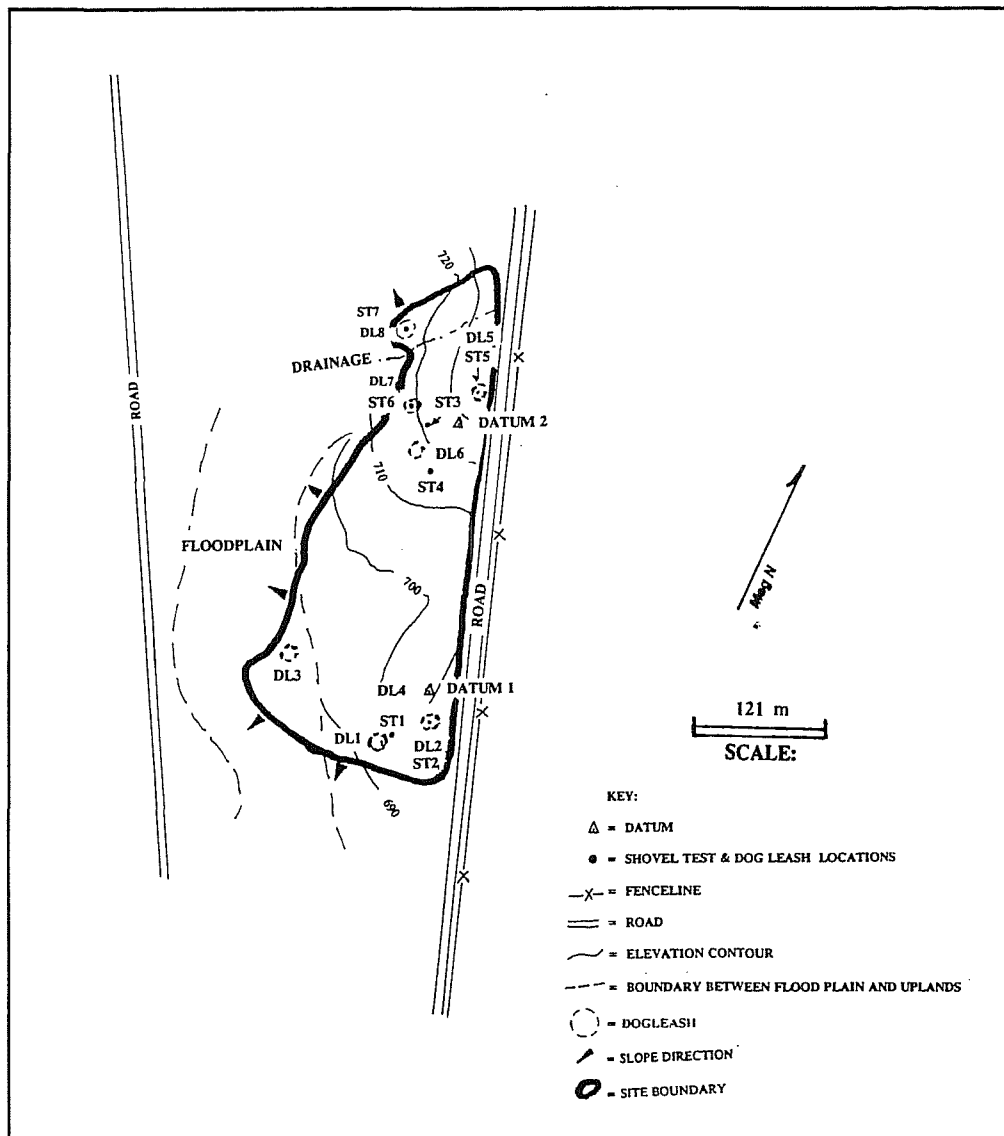 ROAD
720
ST7
DL8
DL5
ST5
DRAINAGE
DL7
ST6
ST3
DATUM 2
DL6
710
ST4
FLOODPLAIN
700
ROAD
DL3
DL4
DATUM 1
ST1
DL1
DL2
ST2
690
Mag N
121 m
SCALE:
KEY:
= DATUM
= SHOVEL TEST & DOG LEASH LOCATIONS
—X— = FENCELINE
= ROAD
= ELEVATION CONTOUR
= BOUNDARY BETWEEN FLOOD PLAIN AND UPLANDS
= DOGLEASH
= SLOPE DIRECTION
= SITE BOUNDARY